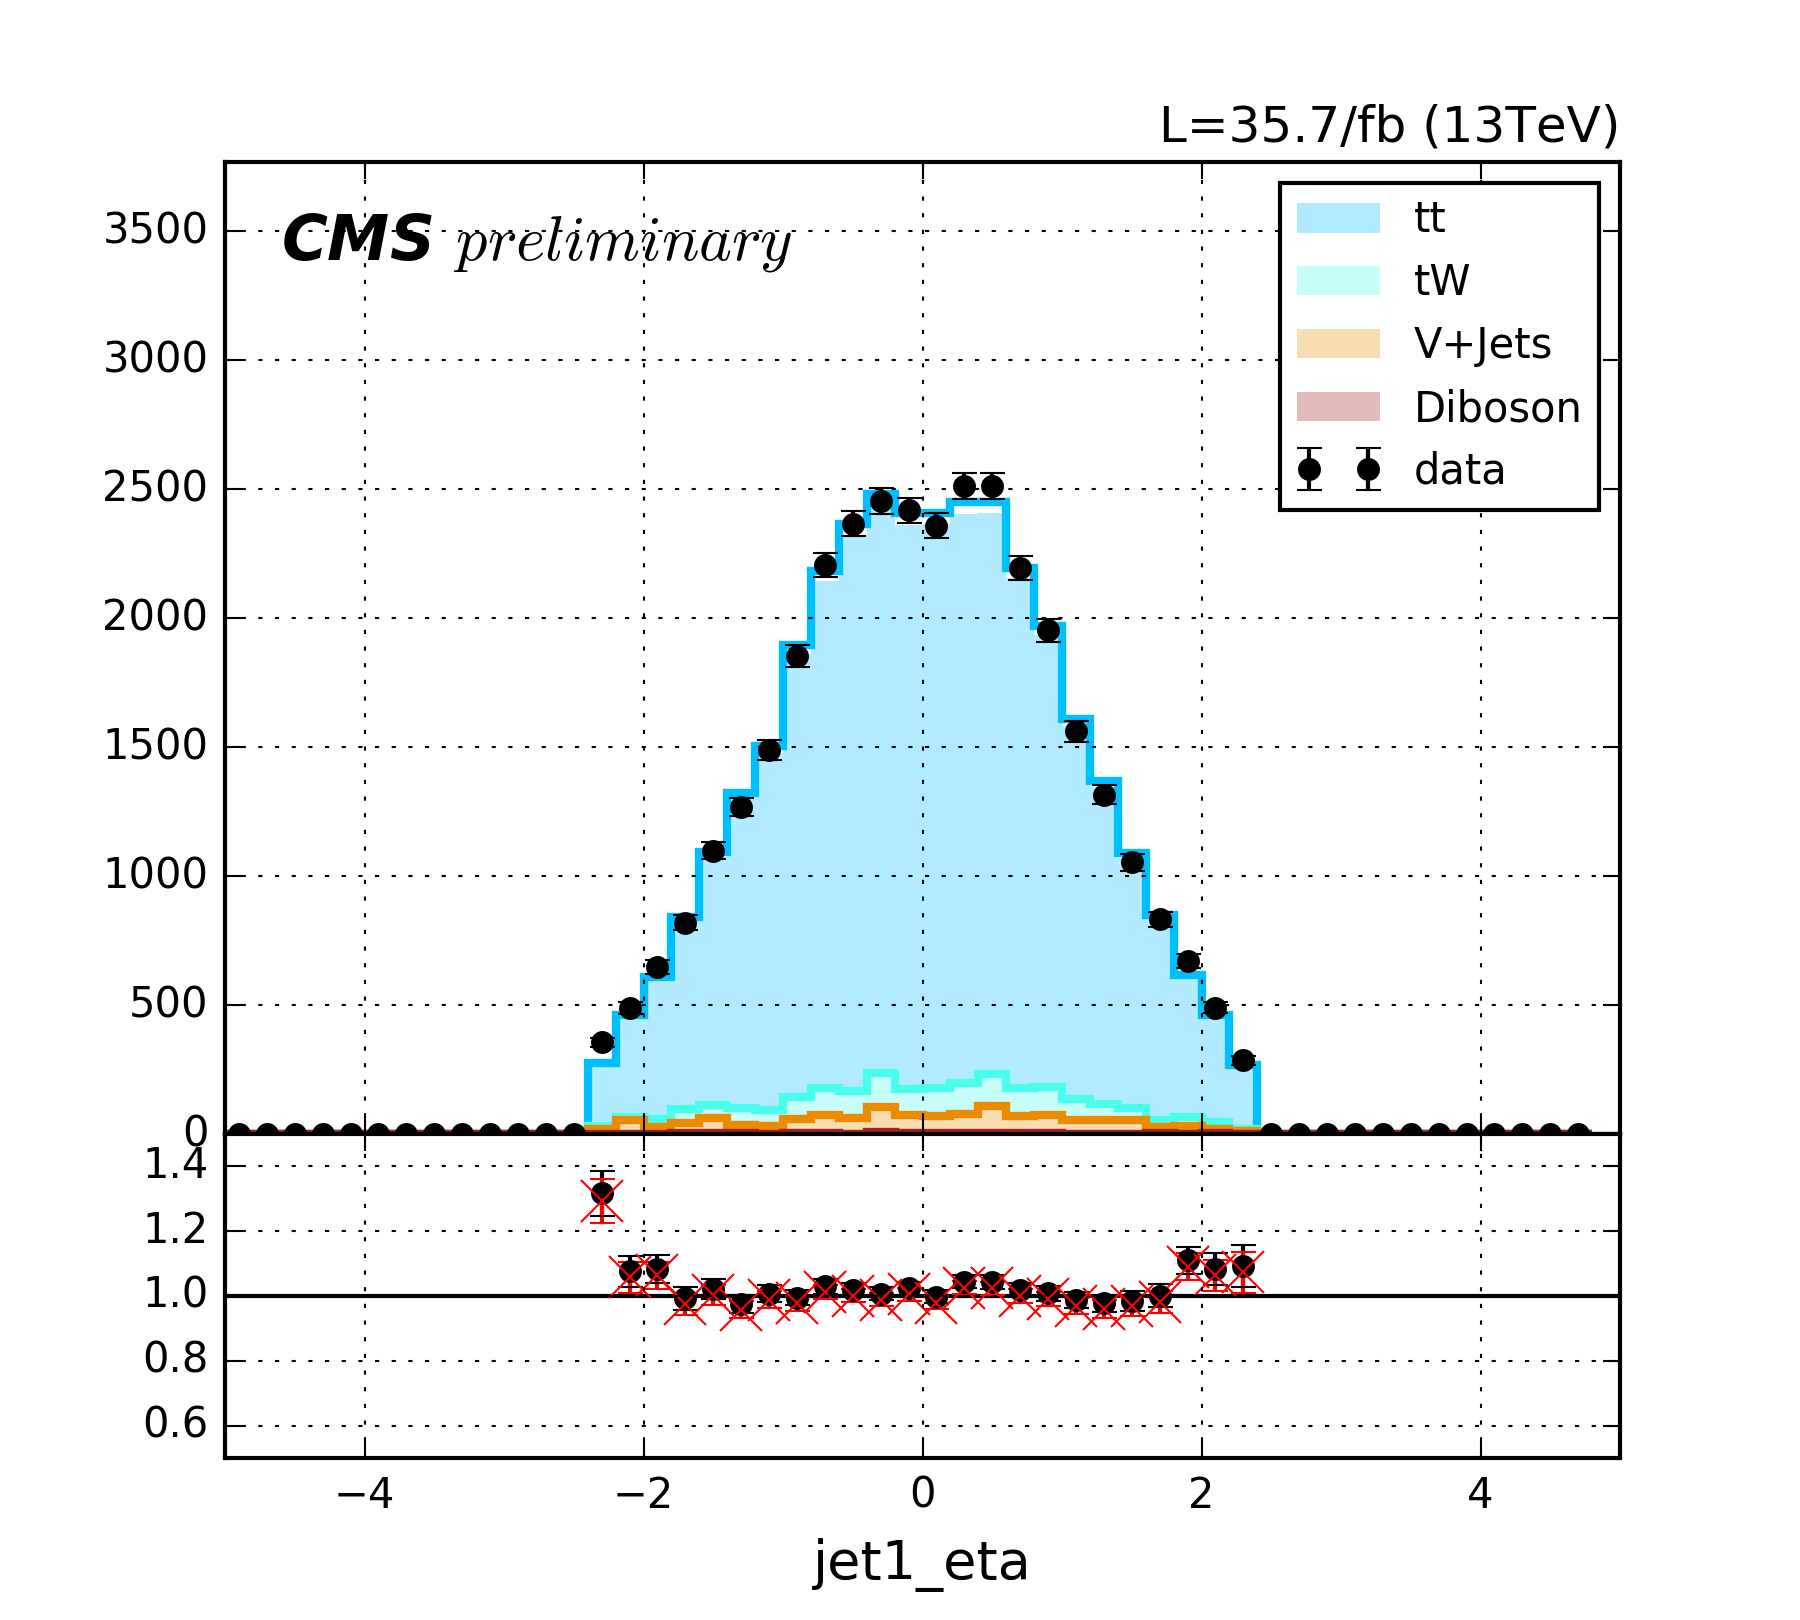 L=35.7/fb (13TeV)
CMS preliminary
tt
tW
V+Jets
Diboson
data
3500
3000
2500
2000
1500
1000
500
0
1.4
1.2
1.0
0.8
0.6
−4 −2 0 2 4
jet1_eta